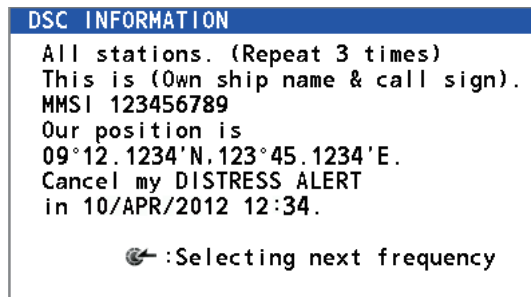 DSC INFORMATION
All stations. (Repeat 3 times)
This is (Own ship name & call sign).
MMSI 123456789
Our position is
09°12.1234'N,123°45.1234'E.
Cancel my DISTRESS ALERT
in 10/APR/2012 12:34.
:Selecting next frequency